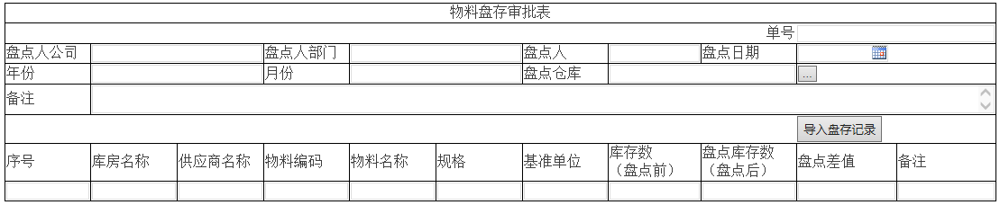 物料盘存审批表
单号
盘点人公司 盘点人部门 盘点人 盘点日期
年份 月份 盘点仓库 ...
备注
导入盘存记录
序号 库房名称 供应商名称 物料编码 物料名称 规格 基准单位 库存数（盘点前） 盘点库存数（盘点后） 盘点差值 备注